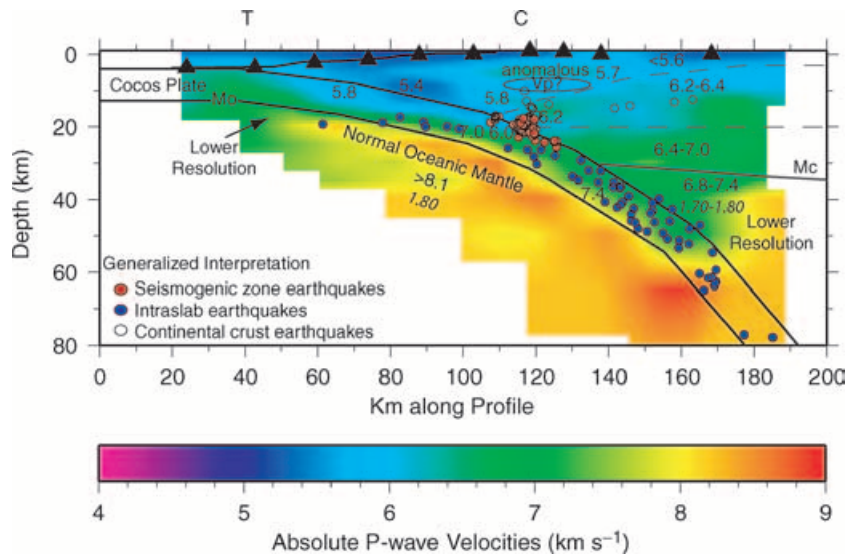 T C
0
20
40
60
80
Depth (km)
Cocos Plate
Mo
5.8
5.4
5.8
anomalous
Vp?
5.7
<5.6
6.2-6.4
6.2
7.0
6.0
6.4-7.0
Mc
6.8-7.4
1.70-1.80
7.4
Lower
Resolution
Lower
Resolution
Normal Oceanic Mantle
>8.1
1.80
Generalized Interpretation
Seismogenic zone earthquakes
Intraslab earthquakes
Continental crust earthquakes
0 20 40 60 80 100 120 140 160 180 200
Km along Profile
4 5 6 7 8 9
Absolute P-wave Velocities (km s⁻¹)